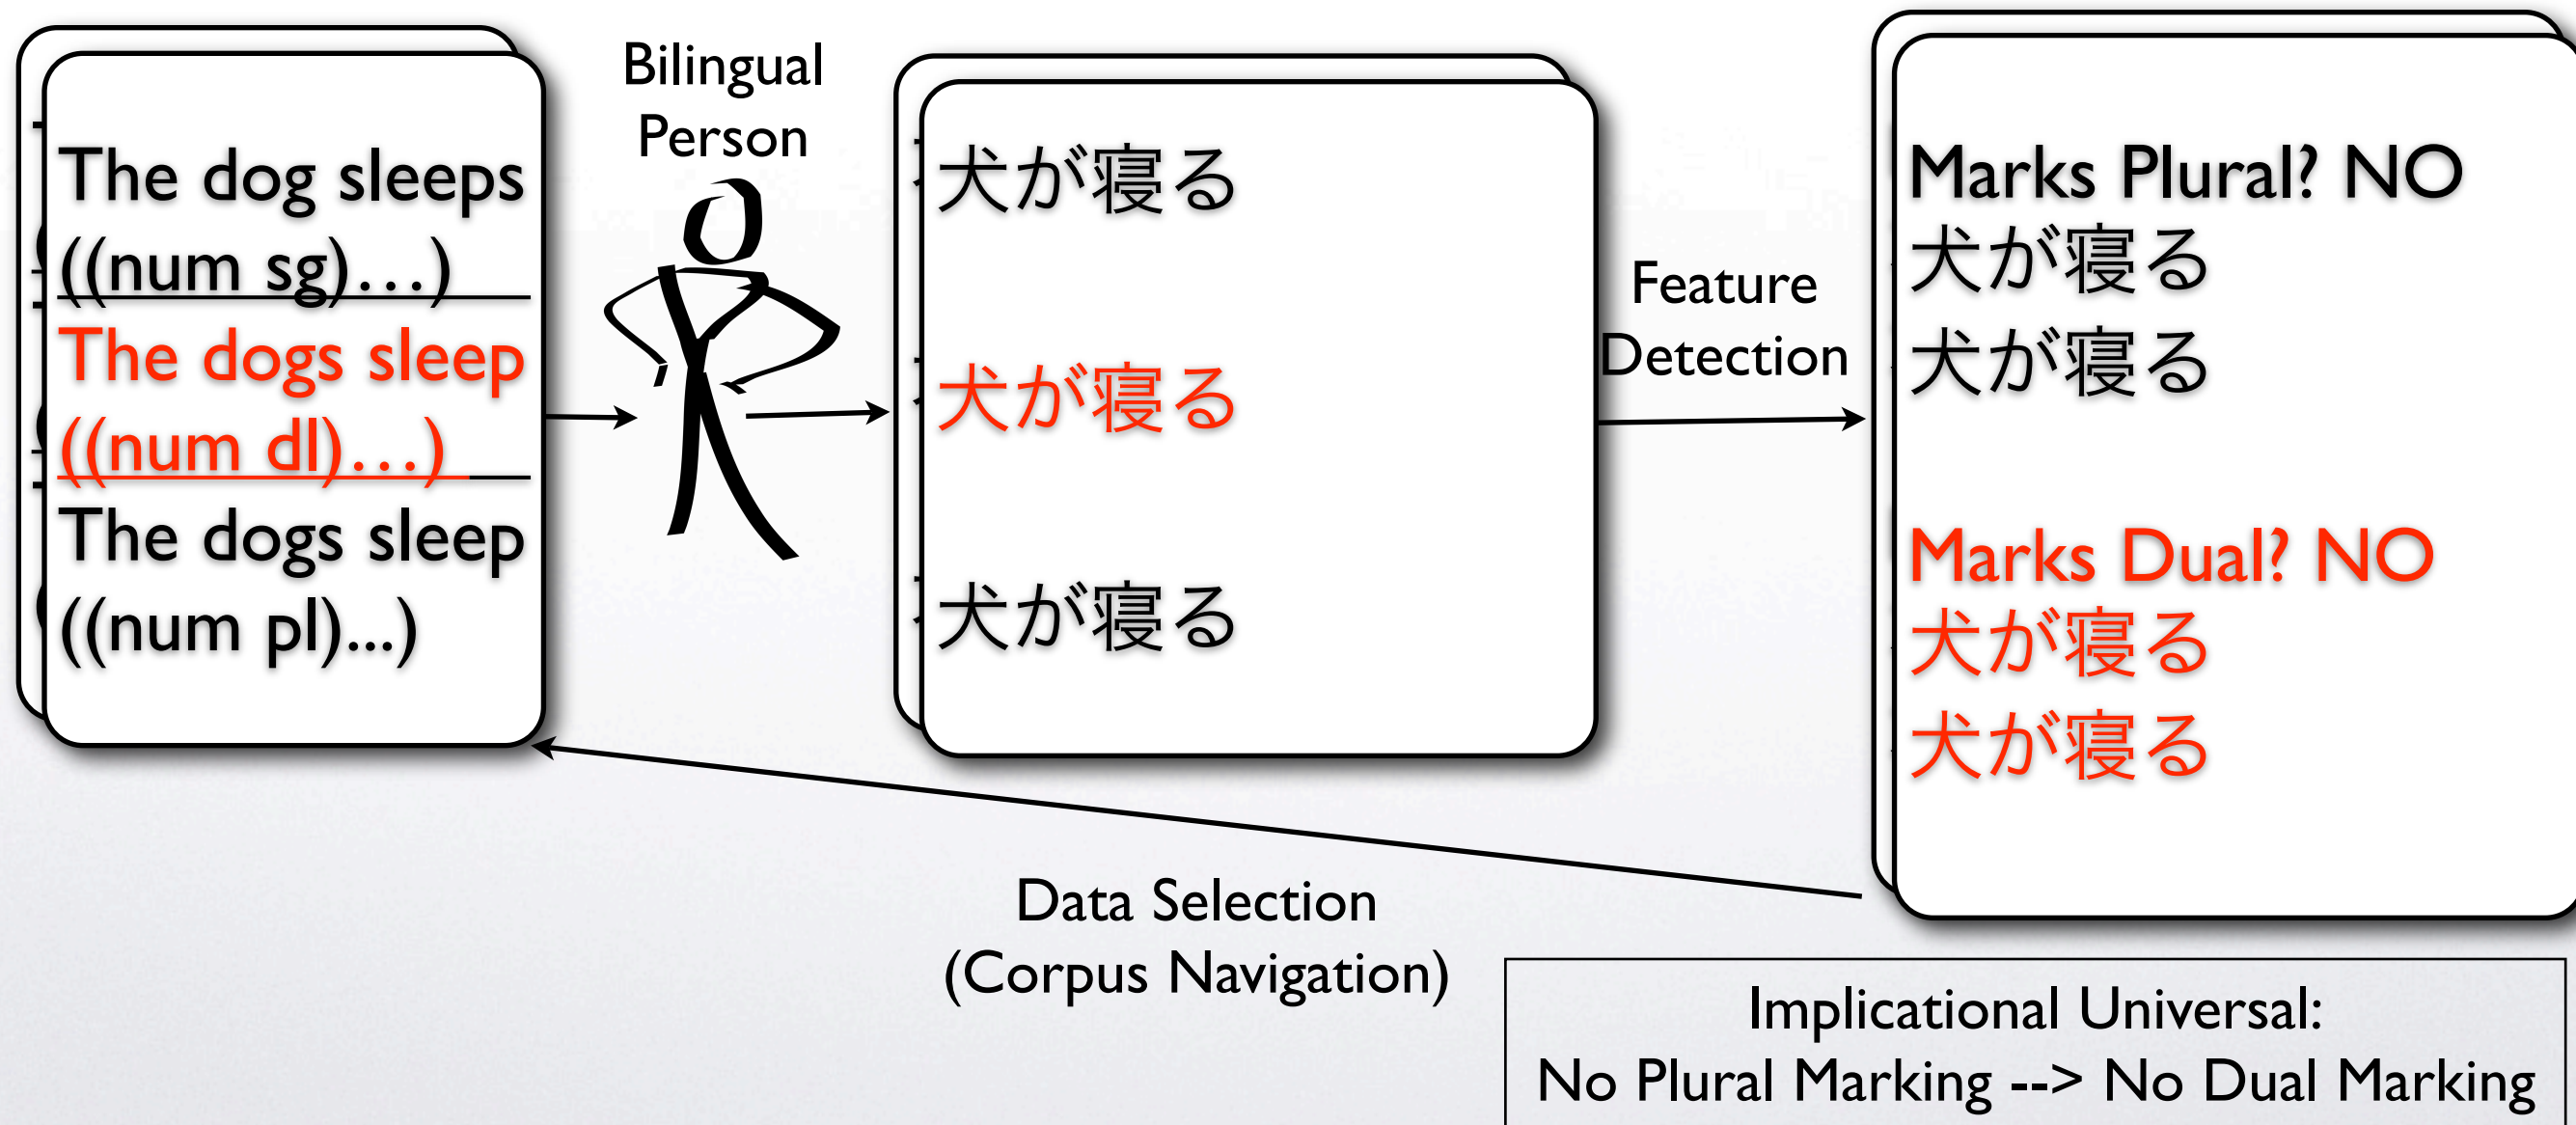 The dog sleeps
((num sg)…)
The dogs sleep
((num dl)…)
The dogs sleep
((num pl)...)
Bilingual
Person
犬が寝る
犬が寝る
犬が寝る
Feature
Detection
Marks Plural? NO
犬が寝る
犬が寝る
Marks Dual? NO
犬が寝る
犬が寝る
Data Selection
(Corpus Navigation)
Implicational Universal:
No Plural Marking --> No Dual Marking